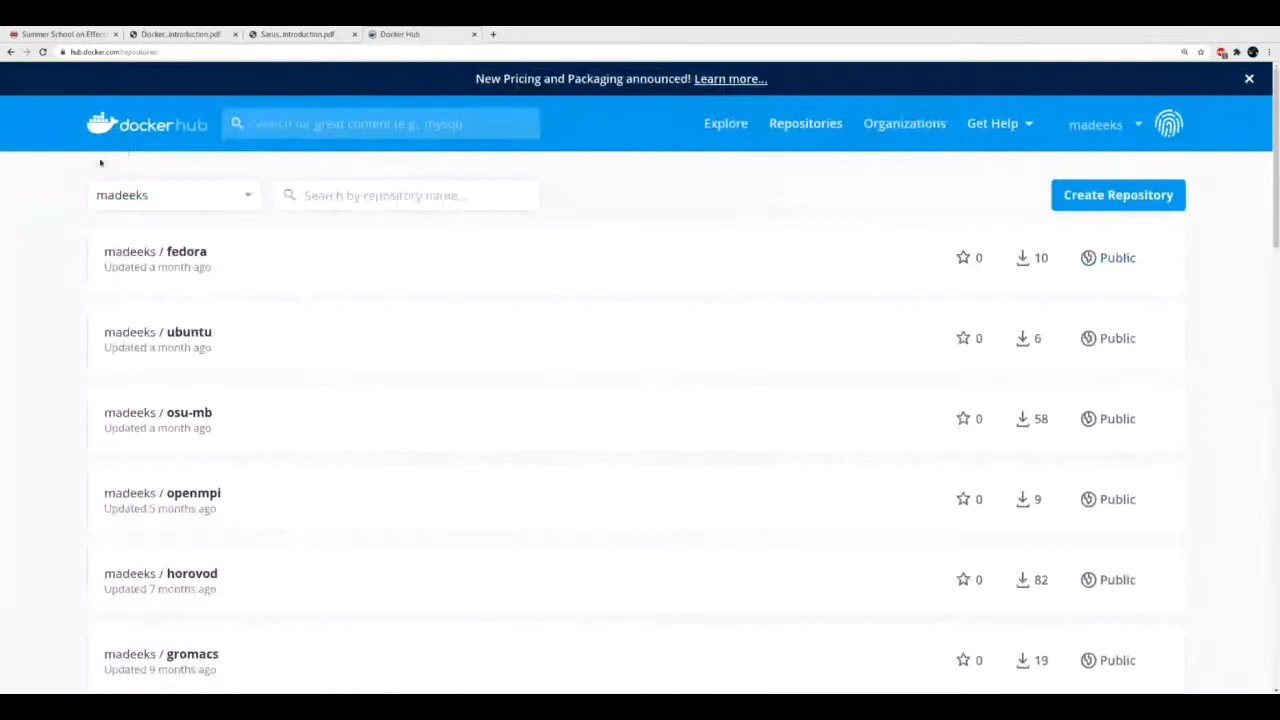 Summer School on Effect
Docker..introduction.pdf
Sarus..introduction.pdf
Docker Hub
hub.docker.com/repositories
New Pricing and Packaging announced! Learn more...
docker hub
Search for great content (e.g., mysql)
Explore
Repositories
Organizations
Get Help
madeeks
madeeks
Search by repository name...
Create Repository
madeeks / fedora
Updated a month ago
0
10
Public
madeeks / ubuntu
Updated a month ago
0
6
Public
madeeks / osu-mb
Updated a month ago
0
58
Public
madeeks / openmpi
Updated 5 months ago
0
9
Public
madeeks / horovod
Updated 7 months ago
0
82
Public
madeeks / gromacs
Updated 9 months ago
0
19
Public